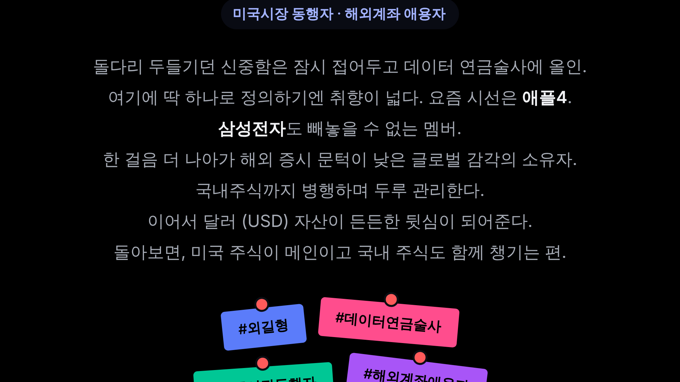 미국시장 동행자 · 해외계좌 애용자
돌다리 두들기던 신중함은 잠시 접어두고 데이터 연금술사에 올인.
여기에 딱 하나로 정의하기엔 취향이 넓다. 요즘 시선은 애플4.
삼성전자도 빼놓을 수 없는 멤버.
한 걸음 더 나아가 해외 증시 문턱이 낮은 글로벌 감각의 소유자.
국내주식까지 병행하며 두루 관리한다.
이어서 달러 (USD) 자산이 든든한 뒷심이 되어준다.
돌아보면, 미국 주식이 메인이고 국내 주식도 함께 챙기는 편.
#외길형
#데이터연금술사
#해외계좌애용자